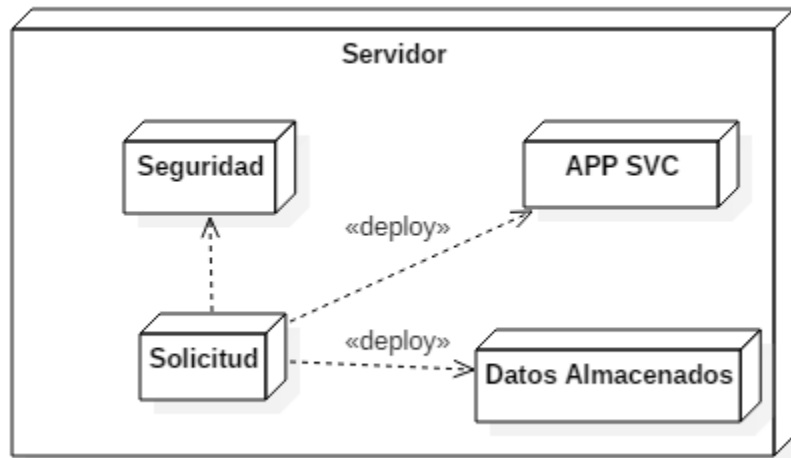 Servidor
Seguridad
APP SVC
«deploy»
Solicitud
«deploy»
Datos Almacenados